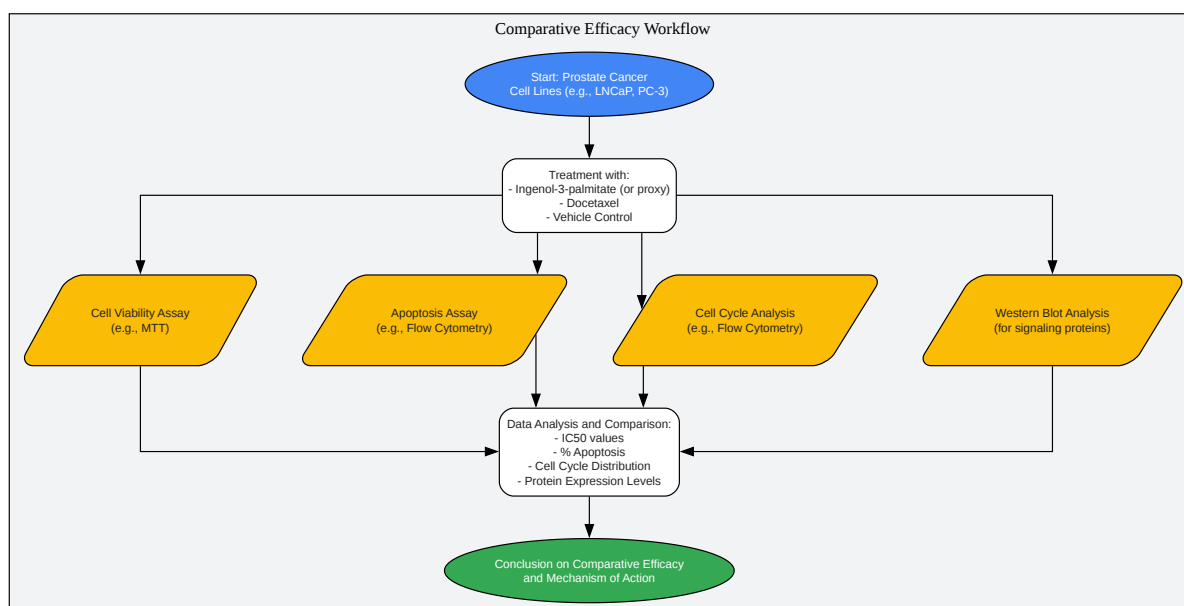 Comparative Efficacy Workflow
Start: Prostate Cancer
Cell Lines (e.g., LNCaP, PC-3)
Treatment with:
- Ingenol-3-palmitate (or proxy)
- Docetaxel
- Vehicle Control
Cell Viability Assay
(e.g., MTT)
Apoptosis Assay
(e.g., Flow Cytometry)
Cell Cycle Analysis
(e.g., Flow Cytometry)
Western Blot Analysis
(for signaling proteins)
Data Analysis and Comparison:
- IC50 values
- % Apoptosis
- Cell Cycle Distribution
- Protein Expression Levels
Conclusion on Comparative Efficacy
and Mechanism of Action